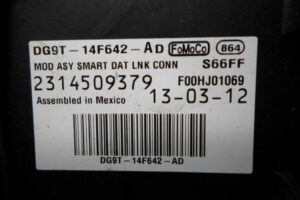 DG9T-14F642-AD FoMoCo 864
MOD ASY SMART DAT LNK CONN S66FF
2314509379 F00HJ01069
Assembled in Mexico 13-03-12
DG9T-14F642-AD